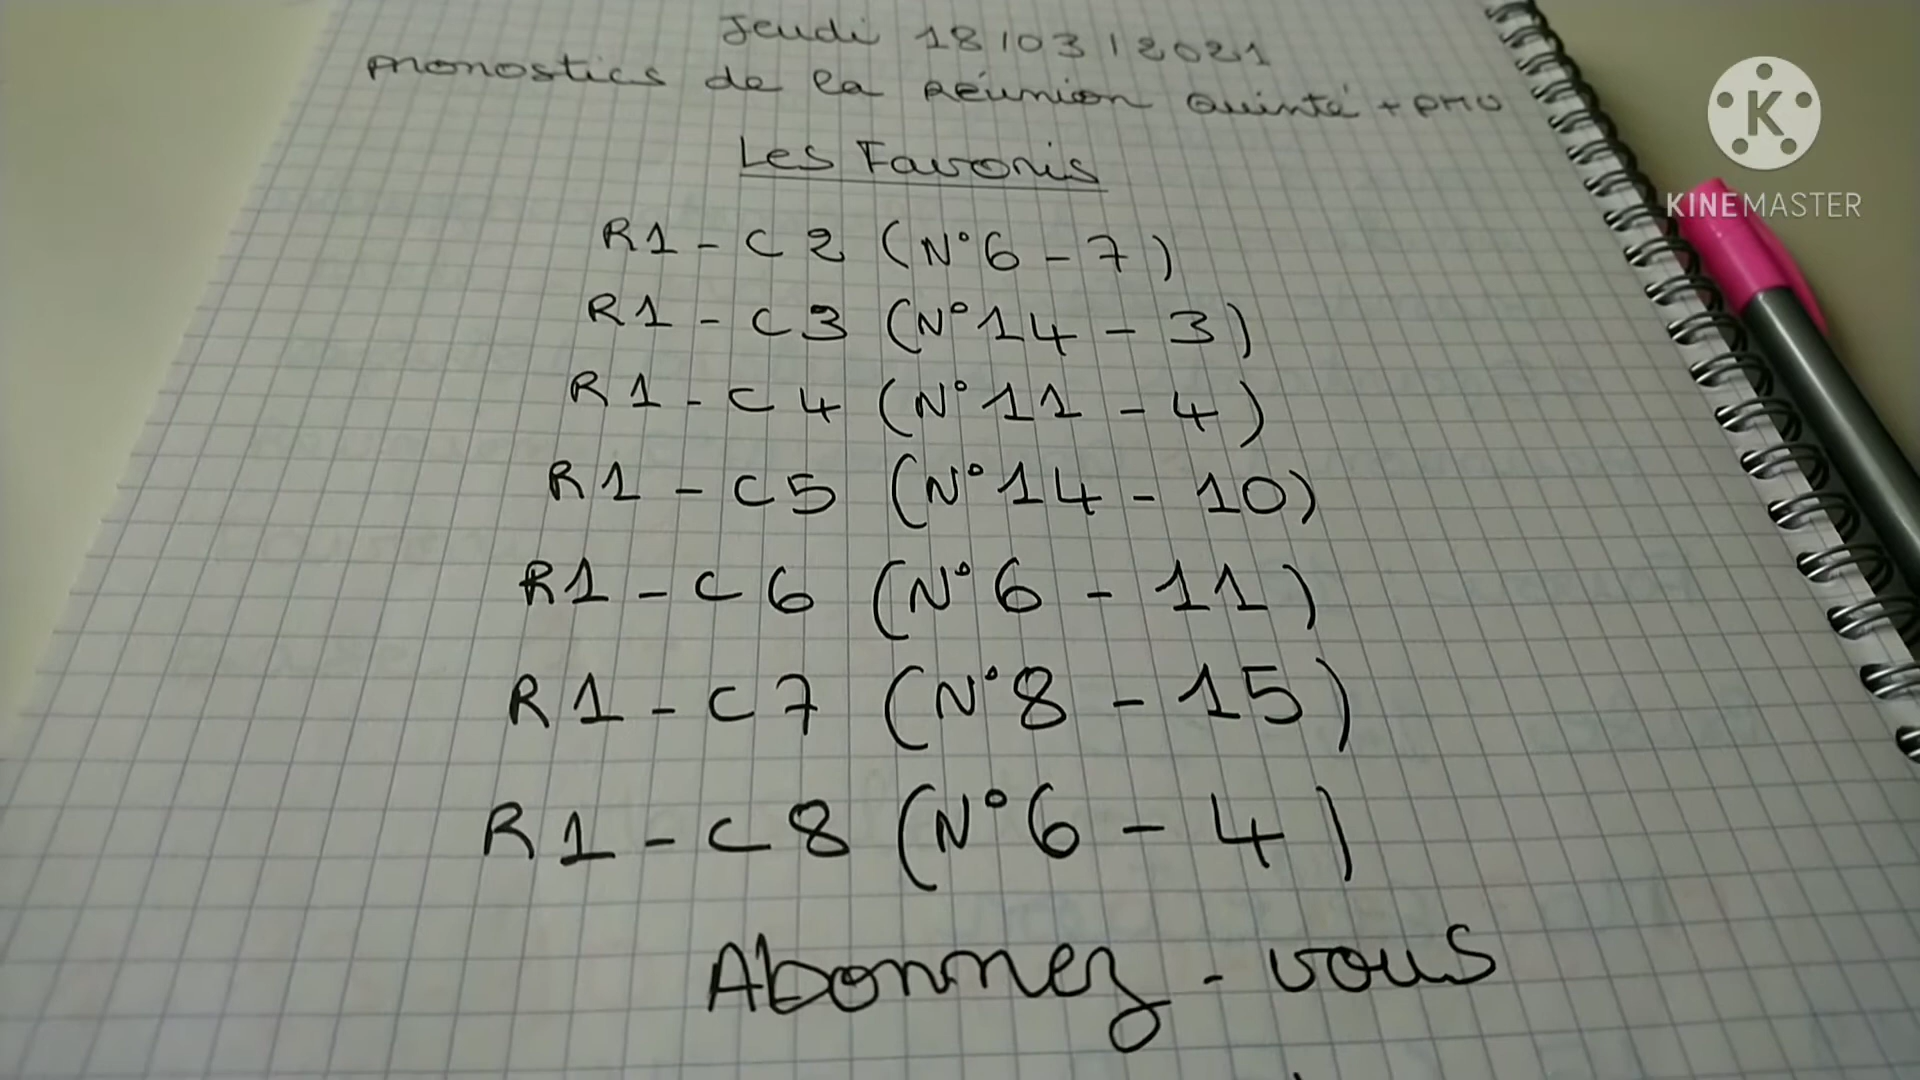 Jeudi 18/03/2021
pronostics de la Réunion Quinté + PMU
Les Favoris
R1 - C2 (N°6 - 7)
R1 - C3 (N°14 - 3)
R1 - C4 (N°11 - 4)
R1 - C5 (N°14 - 10)
R1 - C6 (N°6 - 11)
R1 - C7 (N°8 - 15)
R1 - C8 (N°6 - 4)
Abonnez-vous
K
KINEMASTER